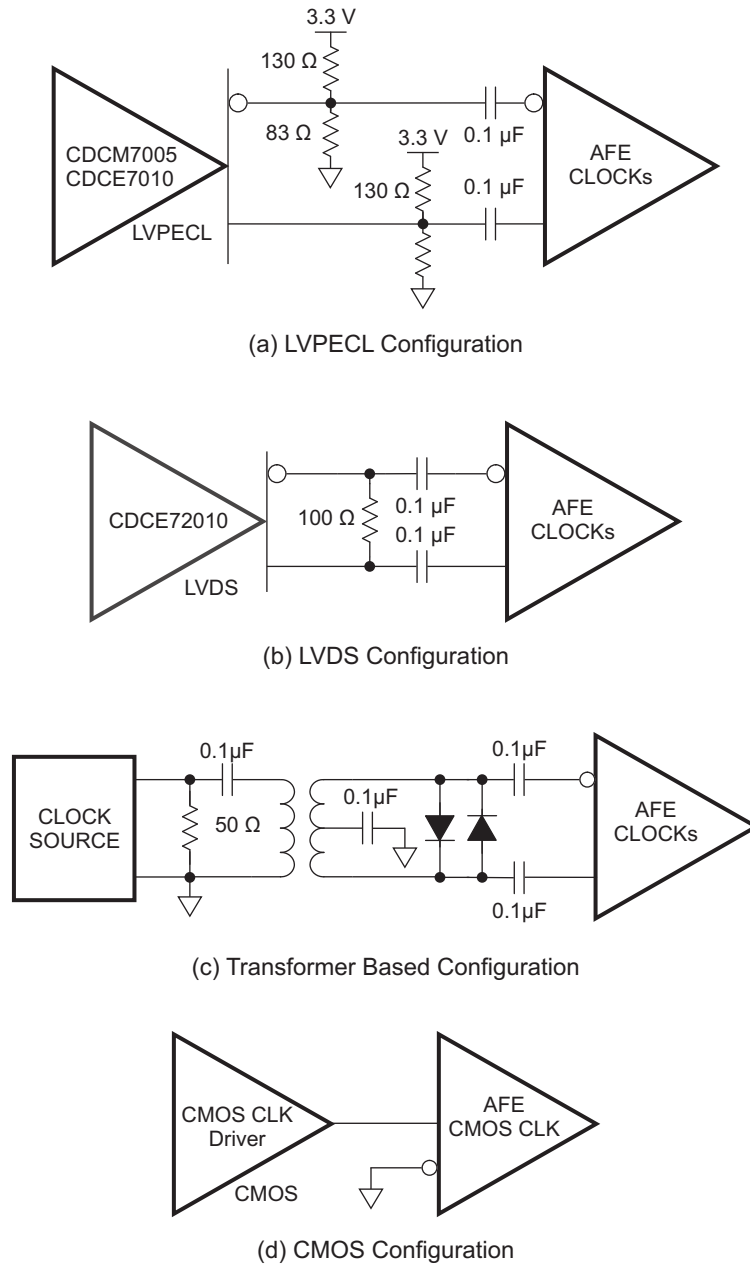 3.3 V
130 Ω
83 Ω
3.3 V
130 Ω
0.1 µF
0.1 µF
CDCM7005
CDCE7010
LVPECL
AFE
CLOCKs
(a) LVPECL Configuration
CDCE72010
LVDS
100 Ω
0.1 µF
0.1 µF
AFE
CLOCKs
(b) LVDS Configuration
CLOCK
SOURCE
0.1µF
50 Ω
0.1µF
0.1µF
0.1µF
AFE
CLOCKs
(c) Transformer Based Configuration
CMOS CLK
Driver
CMOS
AFE
CMOS CLK
(d) CMOS Configuration